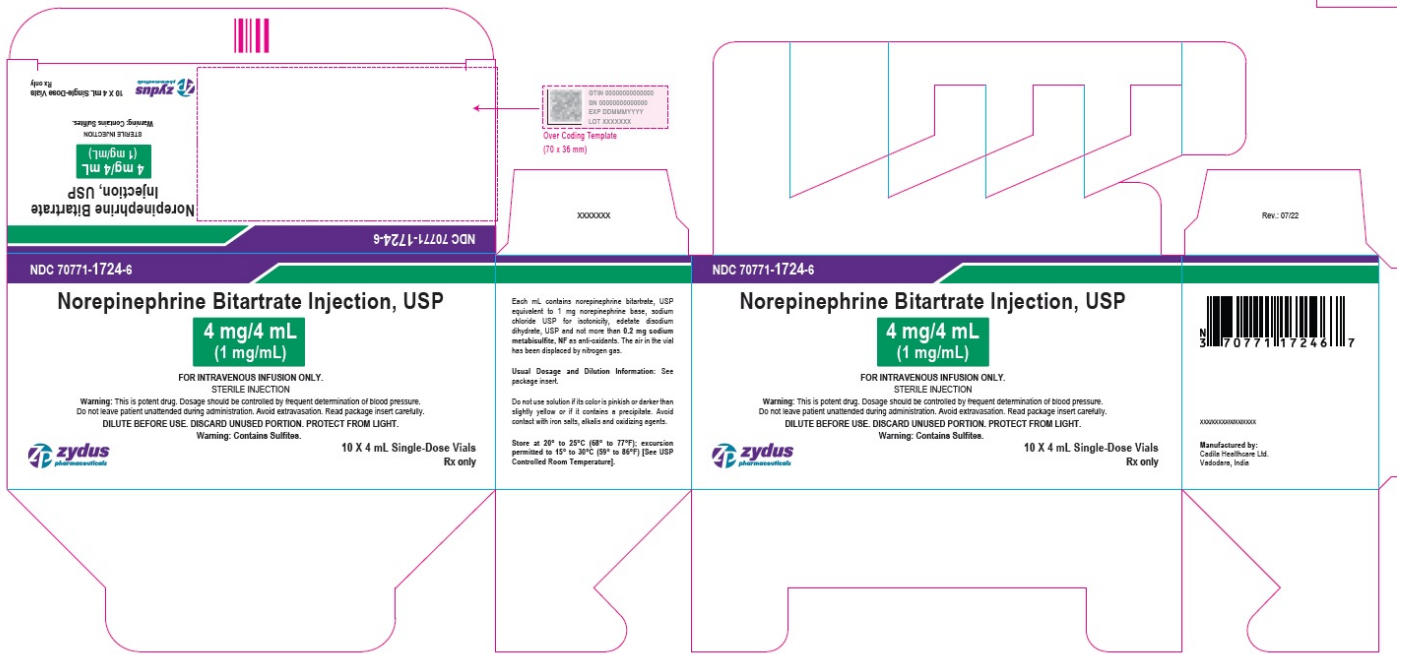 zydus
pharmaceuticals
10 X 4 mL Single-Dose Vials
Rx only
Warning: Contains Sulfites.
STERILE INJECTION
4 mg/4 mL
(1 mg/mL)
Norepinephrine Bitartrate
Injection, USP
NDC 70771-1724-6
GTIN 00000000000000
SN 00000000000000
EXP DDMMMYYYY
LOT XXXXXXX
Over Coding Template
(70 x 36 mm)
XXXXXXX
Rev.: 07/22
NDC 70771-1724-6
Norepinephrine Bitartrate Injection, USP
4 mg/4 mL
(1 mg/mL)
FOR INTRAVENOUS INFUSION ONLY.
STERILE INJECTION
Warning: This is potent drug. Dosage should be controlled by frequent determination of blood pressure.
Do not leave patient unattended during administration. Avoid extravasation. Read package insert carefully.
DILUTE BEFORE USE. DISCARD UNUSED PORTION. PROTECT FROM LIGHT.
Warning: Contains Sulfites.
zydus
pharmaceuticals
10 X 4 mL Single-Dose Vials
Rx only
Each mL contains norepinephrine bitartrate, USP
equivalent to 1 mg norepinephrine base, sodium
chloride USP for isotonicity, edetate disodium
dihydrate, USP and not more than 0.2 mg sodium
metabisulfite, NF as anti-oxidants. The air in the vial
has been displaced by nitrogen gas.
Usual Dosage and Dilution Information: See
package insert.
Do not use solution if its color is pinkish or darker than
slightly yellow or if it contains a precipitate. Avoid
contact with iron salts, alkalis and oxidizing agents.
Store at 20° to 25°C (68° to 77°F); excursion
permitted to 15° to 30°C (59° to 86°F) [See USP
Controlled Room Temperature].
NDC 70771-1724-6
Norepinephrine Bitartrate Injection, USP
4 mg/4 mL
(1 mg/mL)
FOR INTRAVENOUS INFUSION ONLY.
STERILE INJECTION
Warning: This is potent drug. Dosage should be controlled by frequent determination of blood pressure.
Do not leave patient unattended during administration. Avoid extravasation. Read package insert carefully.
DILUTE BEFORE USE. DISCARD UNUSED PORTION. PROTECT FROM LIGHT.
Warning: Contains Sulfites.
zydus
pharmaceuticals
10 X 4 mL Single-Dose Vials
Rx only
N
3 70771 17246 7
Manufactured by:
Cadila Healthcare Ltd.
Vadodara, India